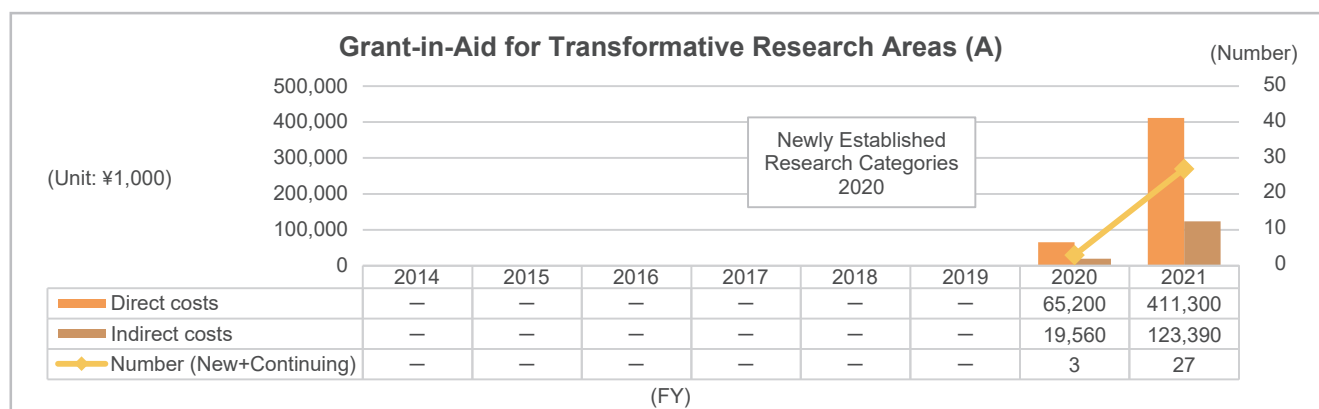 Grant-in-Aid for Transformative Research Areas (A)
(Number)
(Unit: ¥1,000)
500,000
400,000
300,000
200,000
100,000
0
50
40
30
20
10
0
Newly Established
Research Categories
2020
2014 2015 2016 2017 2018 2019 2020 2021
Direct costs — — — — — — 65,200 411,300
Indirect costs — — — — — — 19,560 123,390
Number (New+Continuing) — — — — — — 3 27
(FY)